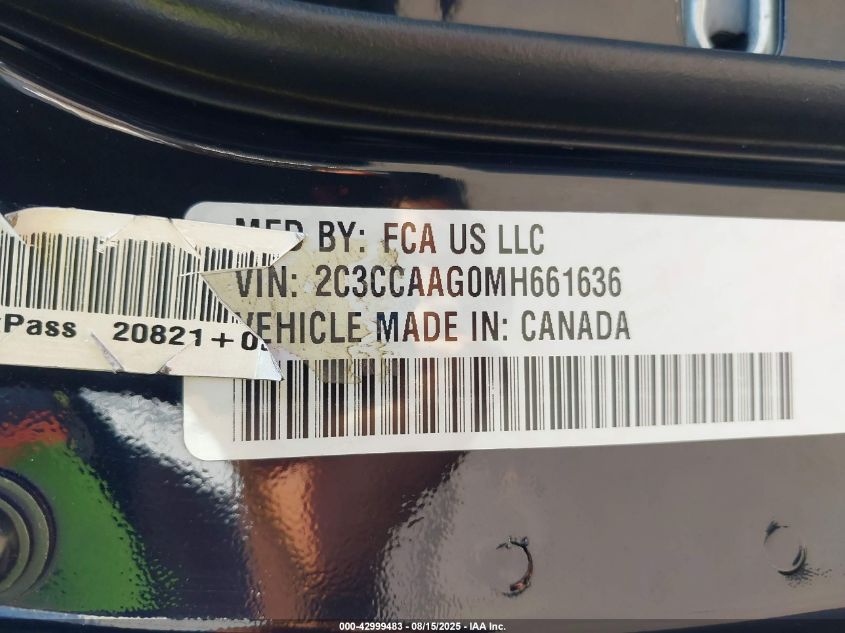 MFD BY: FCA US LLC
VIN: 2C3CCAAG0MH661636
VEHICLE MADE IN: CANADA
Pass 20821+0
000-42999483 - 08/15/2025 - IAA Inc.